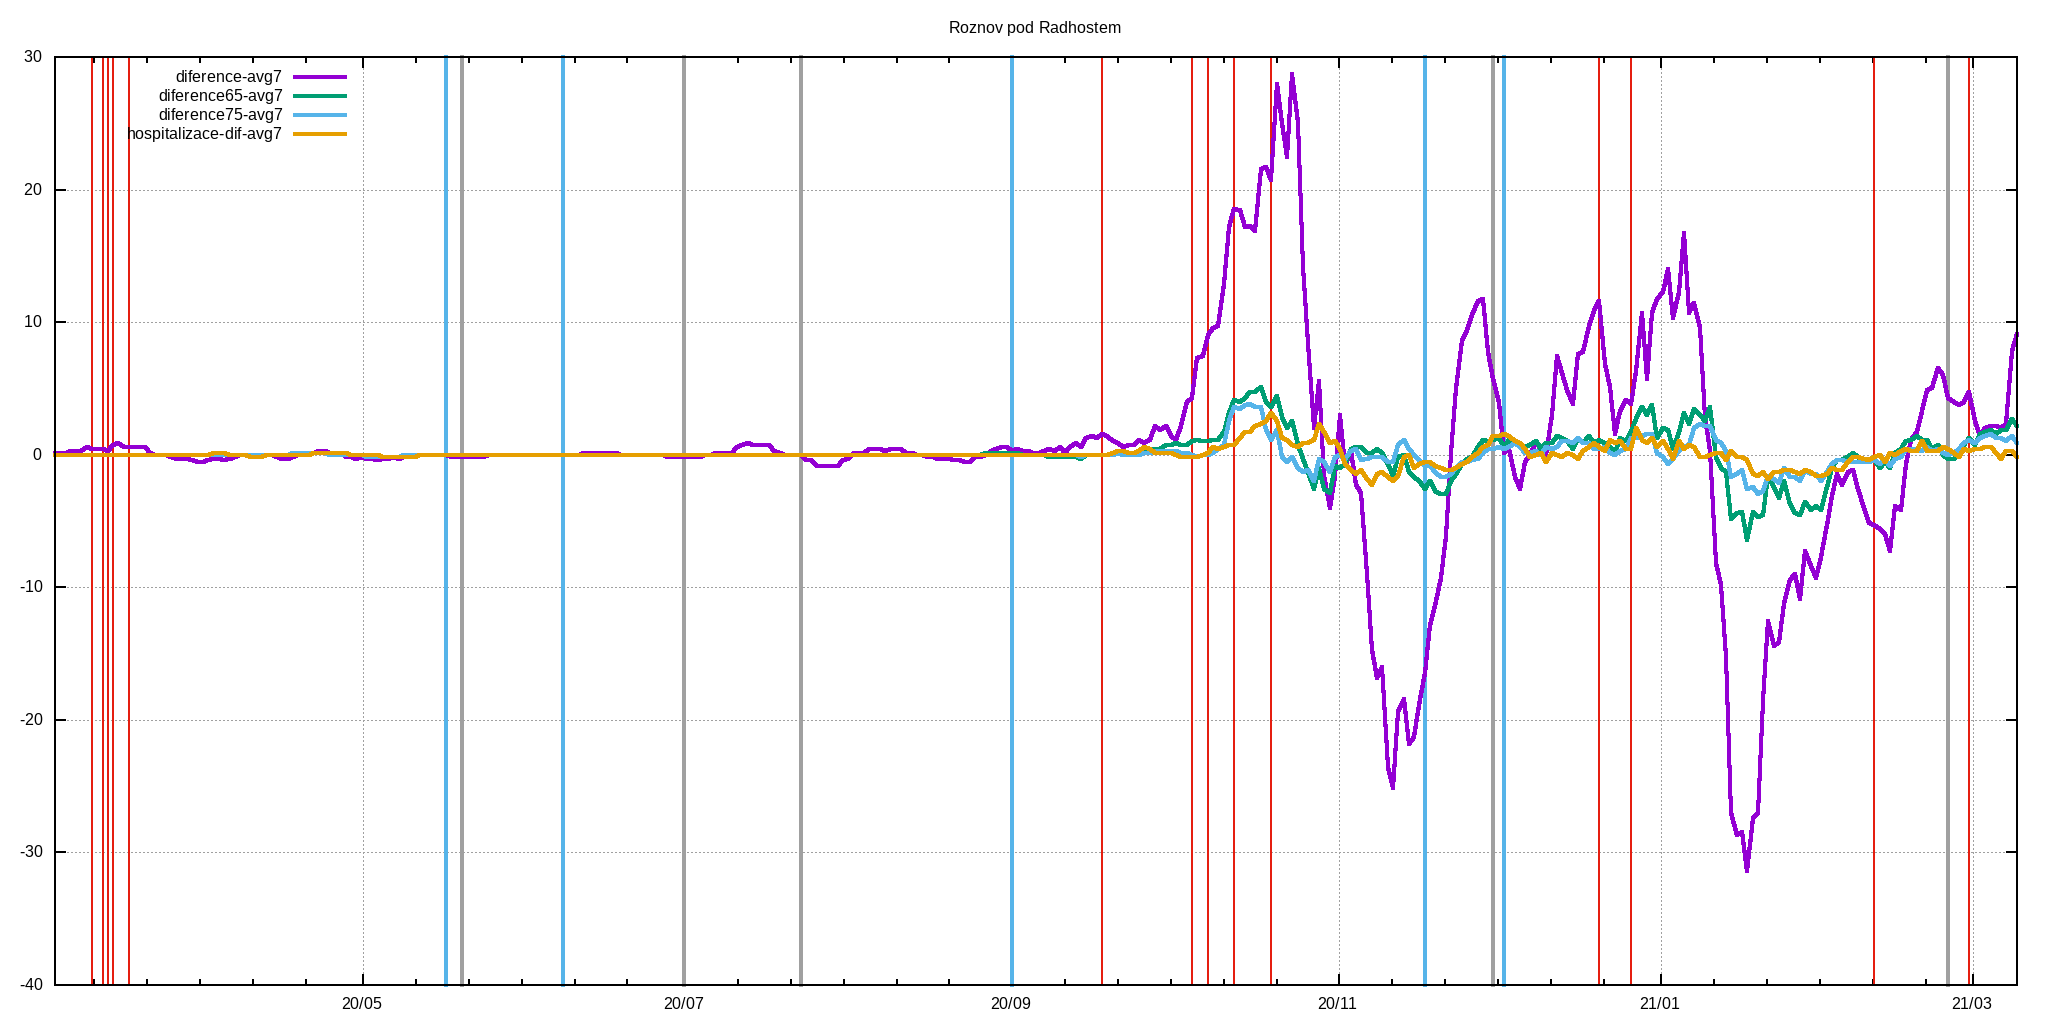 Roznov pod Radhostem
diference-avg7
diference65-avg7
diference75-avg7
hospitalizace-dif-avg7
30
20
10
0
-10
-20
-30
-40
20/05 20/07 20/09 20/11 21/01 21/03